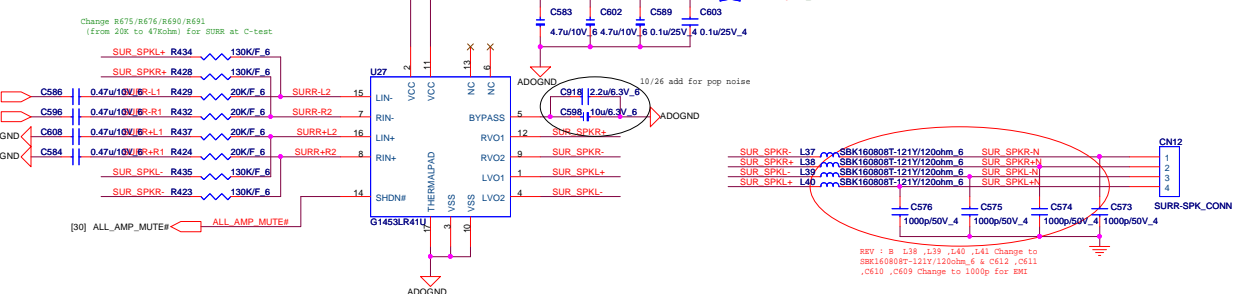 Change R675/R676/R690/R691
(from 20K to 47Kohm) for SURR at C-test
C583
C602
C589
C603
4.7u/10V_6
4.7u/10V_6
0.1u/25V_4
0.1u/25V_4
ADOGND
10/26 add for pop noise
SUR_SPKL+ R434 130K/F_6
SUR_SPKR+ R428 130K/F_6
C586 0.47u/10V_6 R429 20K/F_6 SURR-L2
C596 0.47u/10V_6 R432 20K/F_6 SURR-R2
GND C608 0.47u/10V_6 R437 20K/F_6 SURR+L2
GND C584 0.47u/10V_6 R424 20K/F_6 SURR+R2
SUR_SPKL- R435 130K/F_6
SUR_SPKR- R423 130K/F_6
[30] ALL_AMP_MUTE# ALL_AMP_MUTE#
U27
2 11 13 6
VCC VCC NC NC
15 LIN-
7 RIN-
16 LIN+
8 RIN+
14 SHDN#
BYPASS 5
RVO1 12 SUR_SPKR+
RVO2 9 SUR_SPKR-
LVO1 1 SUR_SPKL+
LVO2 4 SUR_SPKL-
THERMALPAD VSS VSS
G1453LR41U
17 3 10
ADOGND
C918 2.2u/6.3V_6
C598 10u/6.3V_6
ADOGND
SUR_SPKR- L37 SBK160808T-121Y/120ohm_6 SUR_SPKR-N
SUR_SPKR+ L38 SBK160808T-121Y/120ohm_6 SUR_SPKR+N
SUR_SPKL- L39 SBK160808T-121Y/120ohm_6 SUR_SPKL-N
SUR_SPKL+ L40 SBK160808T-121Y/120ohm_6 SUR_SPKL+N
CN12
1
2
3
4
SURR-SPK_CONN
C576 C575 C574 C573
1000p/50V_4 1000p/50V_4 1000p/50V_4 1000p/50V_4
REV : B L38 ,L39 ,L40 ,L41 Change to
SBK160808T-121Y/120ohm_6 & C612 ,C611
,C610 ,C609 Change to 1000p for EMI